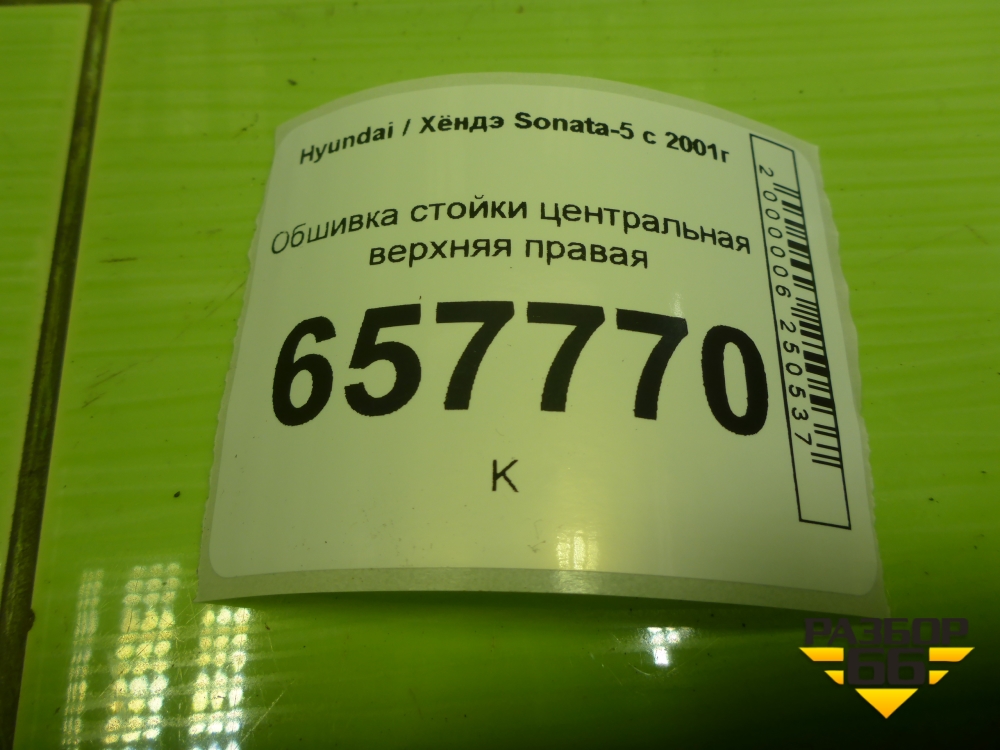 Hyundai / Хёндэ Sonata-5 с 2001г
Обшивка стойки центральная
верхняя правая
657770
К
2000006250537
РАЗБОР
66